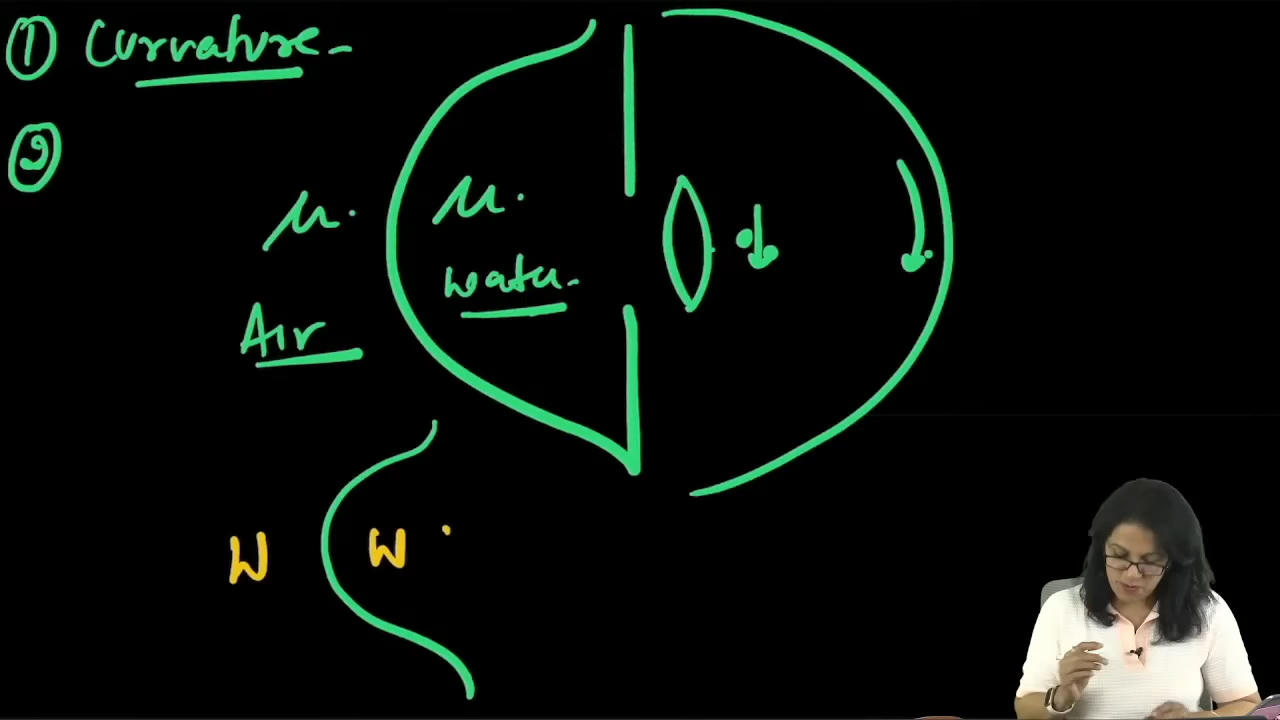 ① Curvature-
②
μ. μ.
water.
Air
W W